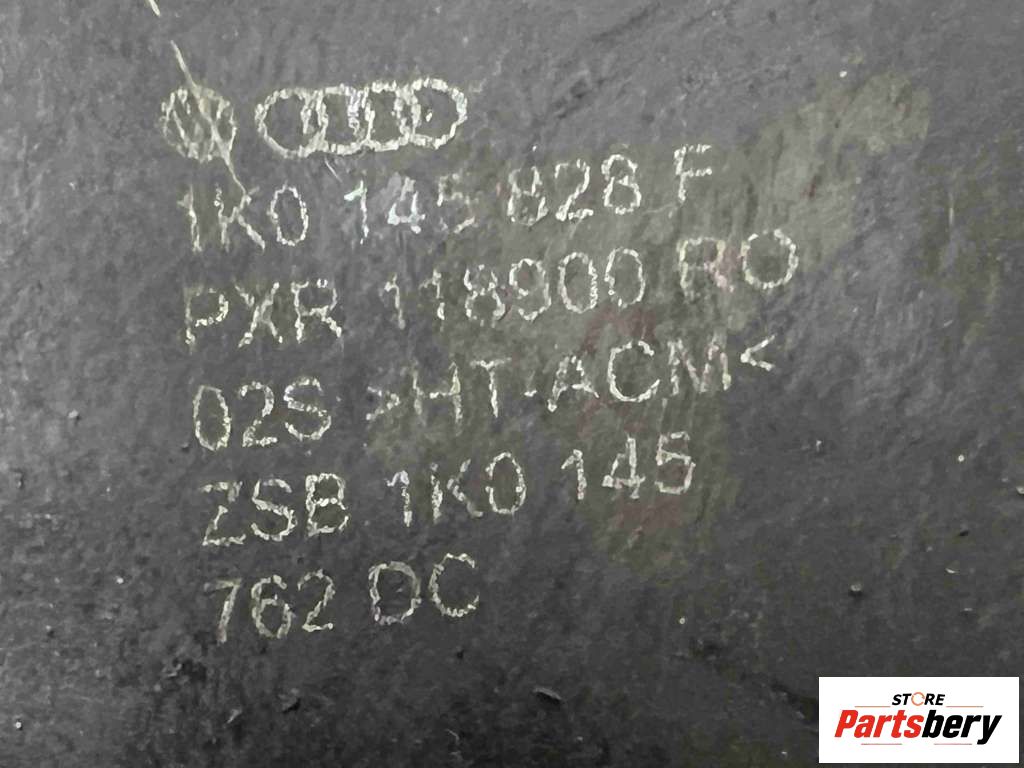 1K0 145 828 F
PXR 118900 RO
02S >HT-ACM<
ZSB 1K0 145
762 DC
STORE
Partsbery